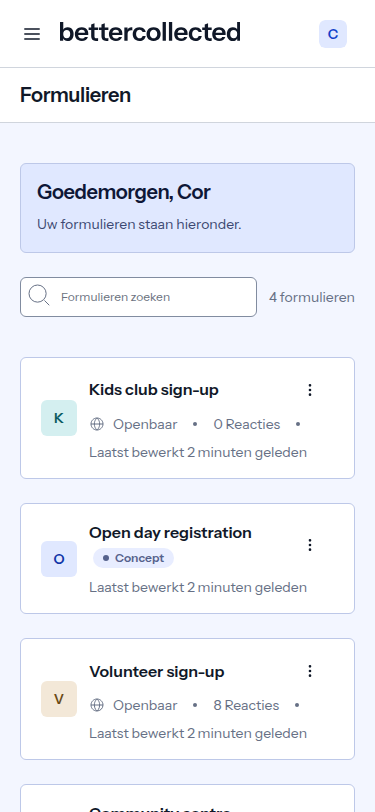 bettercollected
C
Formulieren
Goedemorgen, Cor
Uw formulieren staan hieronder.
Formulieren zoeken
4 formulieren
Kids club sign-up
K
Openbaar • 0 Reacties •
Laatst bewerkt 2 minuten geleden
Open day registration
O
Concept
Laatst bewerkt 2 minuten geleden
Volunteer sign-up
V
Openbaar • 8 Reacties •
Laatst bewerkt 2 minuten geleden